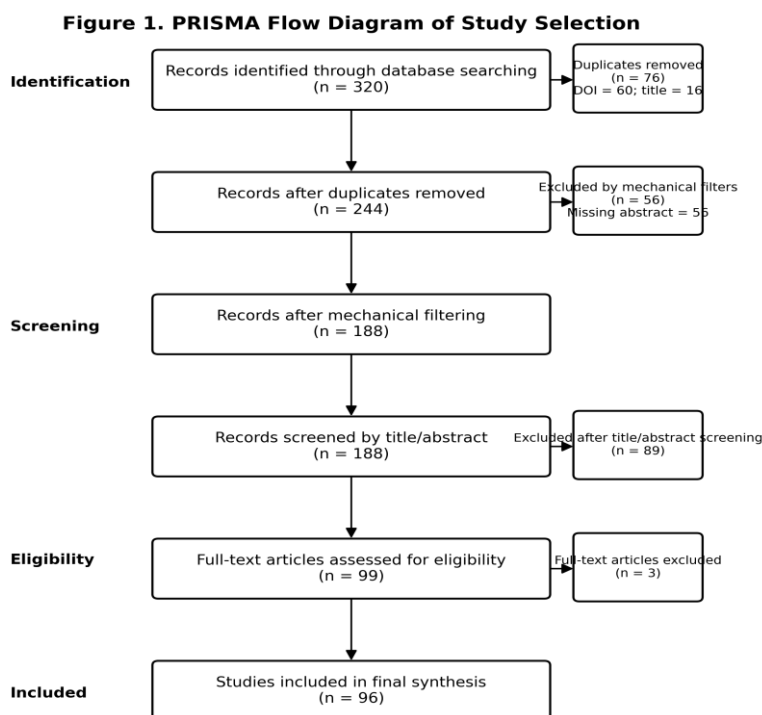 Figure 1. PRISMA Flow Diagram of Study Selection
Identification
Records identified through database searching
(n = 320)
Duplicates removed
(n = 76)
DOI = 60; title = 16
Records after duplicates removed
(n = 244)
Excluded by mechanical filters
(n = 56)
Missing abstract = 55
Screening
Records after mechanical filtering
(n = 188)
Records screened by title/abstract
(n = 188)
Excluded after title/abstract screening
(n = 89)
Eligibility
Full-text articles assessed for eligibility
(n = 99)
Full-text articles excluded
(n = 3)
Included
Studies included in final synthesis
(n = 96)